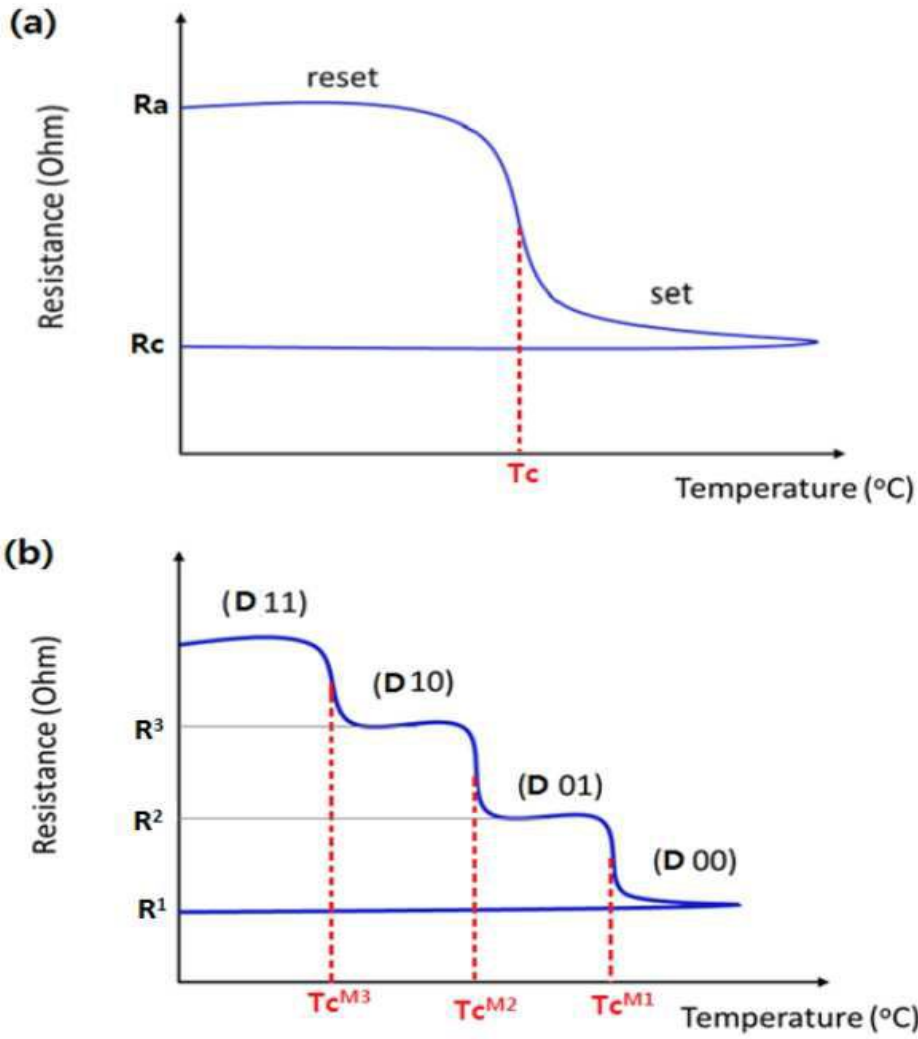 (a)
Resistance (Ohm)
Ra
reset
Rc
set
Tc
Temperature (°C)
(b)
Resistance (Ohm)
(D 11)
(D 10)
R³
(D 01)
R²
(D 00)
R¹
Tcᴹ³
Tcᴹ²
Tcᴹ¹
Temperature (°C)